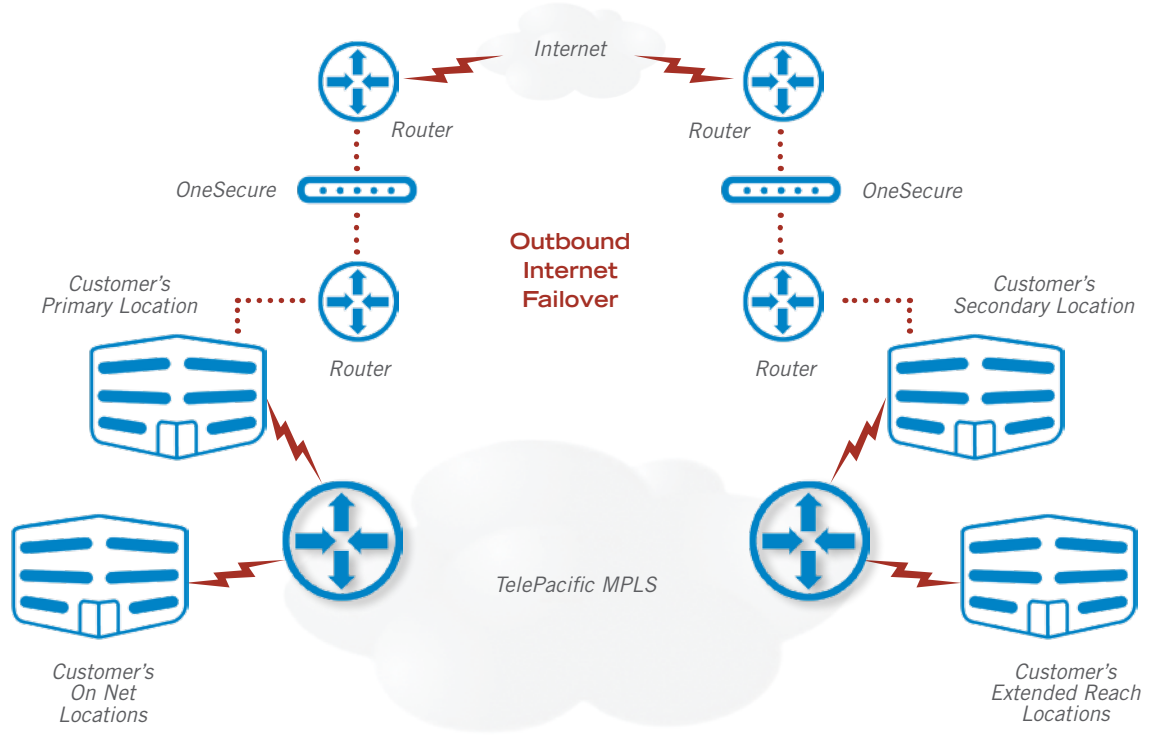 Internet
Router
Router
OneSecure
OneSecure
Outbound
Internet
Failover
Customer's
Primary Location
Customer's
Secondary Location
Router
Router
TelePacific MPLS
Customer's
On Net
Locations
Customer's
Extended Reach
Locations